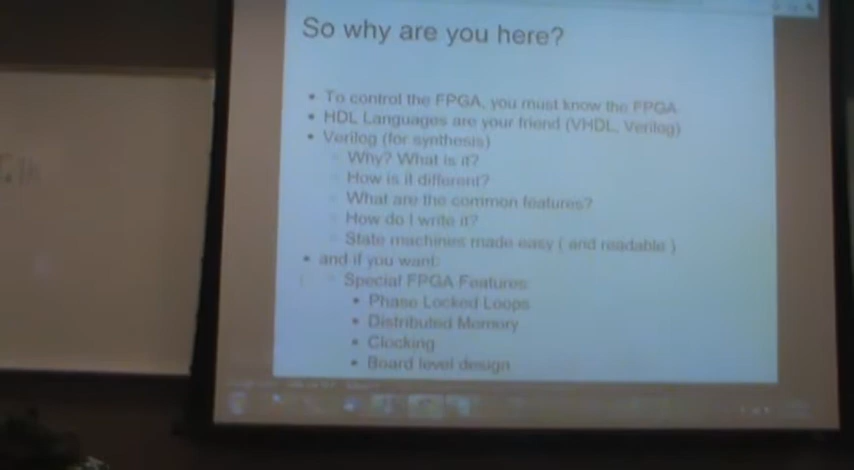 So why are you here?
• To control the FPGA, you must know the FPGA
• HDL Languages are your friend (VHDL, Verilog)
• Verilog (for synthesis)
Why? What is it?
How is it different?
What are the common features?
How do I write it?
State machines made easy ( and readable )
• and if you want:
Special FPGA Features
• Phase Locked Loops
• Distributed Memory
• Clocking
• Board level design